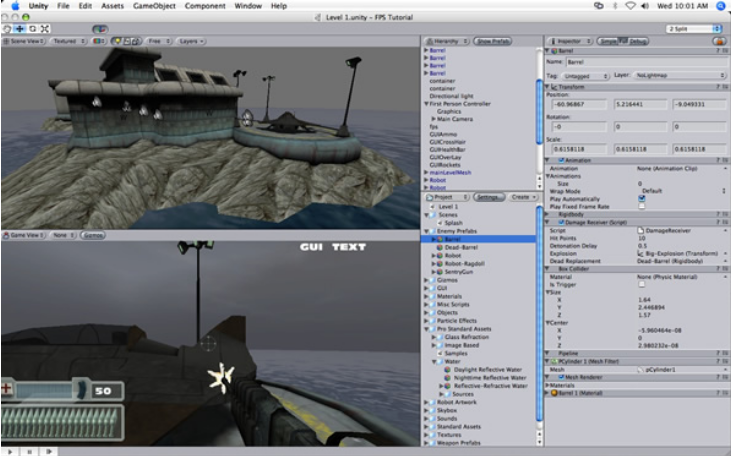 Unity File Edit Assets GameObject Component Window Help
Wed 10:01 AM
Level 1.unity - FPS Tutorial
2 Split
Scene View
Textured
Free
Layers
GUI TEXT
Game View
None
Gizmos
50
Hierarchy
Show Prefabs
Barrel
Barrel
Barrel
Barrel
container
container
Directional light
First Person Controller
Graphics
Main Camera
fps
GUIAmmo
GUICrossHair
GUIHealthBar
GUIOverLay
GUIRockets
mainLevelMesh
Robot
Robot
Project
Settings...
Create
Level 1
Scenes
Splash
Enemy Prefabs
Barrel
Dead-Barrel
Robot
Robot-Ragdoll
SentryGun
Gizmos
GUI
Materials
Misc Scripts
Objects
Particle Effects
Pro Standard Assets
Glass Refraction
Image Based
Samples
Water
Daylight Reflective Water
Nighttime Reflective Water
Reflective-Refractive Water
Sources
Robot Artwork
Skybox
Sounds
Standard Assets
Textures
Weapon Prefabs
Inspector
Simple
Debug
Barrel
Name: Barrel
Tag: Untagged Layer: NoLightmap
Transform
Position:
-60.96867 5.216441 -9.049331
Rotation:
-0 0 0
Scale:
0.6158118 0.6158118 0.6158118
Animation
Animation None (Animation Clip)
Animations
Size 0
Wrap Mode Default
Play Automatically
Play Fixed Frame Rate
Rigidbody
Damage Receiver (Script)
Script DamageReceiver
Hit Points 10
Detonation Delay 0.5
Explosion Big-Explosion (Transform)
Dead Replacement Dead-Barrel (Rigidbody)
Box Collider
Material None (Physic Material)
Is Trigger
Size
X 1.64
Y 2.446894
Z 1.57
Center
X -5.960464e-08
Y 0
Z 2.980232e-08
Pipeline
PCylinder1 (Mesh Filter)
Mesh pCylinder1
Mesh Renderer
Materials
Barrel 1 (Material)